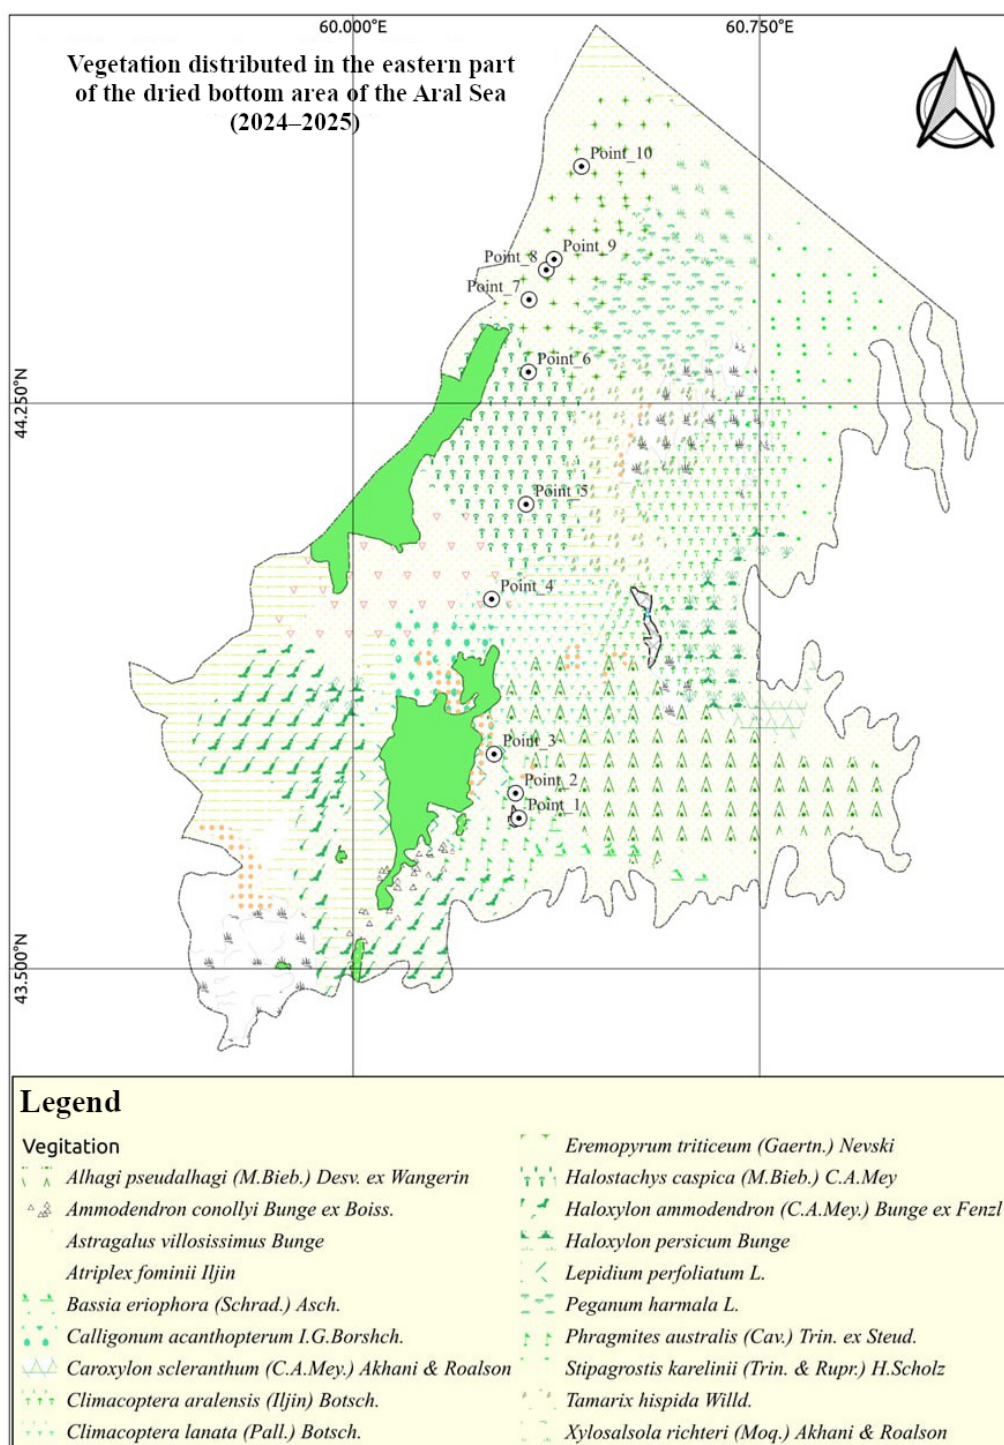 60.000°E
60.750°E
Vegetation distributed in the eastern part
of the dried bottom area of the Aral Sea
(2024–2025)
Point_10
Point_9
Point_8
Point_7
Point_6
44.250°N
Point_5
Point_4
Point_3
Point_2
Point_1
43.500°N
Legend
Vegitation
Alhagi pseudalhagi (M.Bieb.) Desv. ex Wangerin
Ammodendron conollyi Bunge ex Boiss.
Astragalus villosissimus Bunge
Atriplex fominii Iljin
Bassia eriophora (Schrad.) Asch.
Calligonum acanthopterum I.G.Borshch.
Caroxylon scleranthum (C.A.Mey.) Akhani & Roalson
Climacoptera aralensis (Iljin) Botsch.
Climacoptera lanata (Pall.) Botsch.
Eremopyrum triticeum (Gaertn.) Nevski
Halostachys caspica (M.Bieb.) C.A.Mey
Haloxylon ammodendron (C.A.Mey.) Bunge ex Fenzl
Haloxylon persicum Bunge
Lepidium perfoliatum L.
Peganum harmala L.
Phragmites australis (Cav.) Trin. ex Steud.
Stipagrostis karelinii (Trin. & Rupr.) H.Scholz
Tamarix hispida Willd.
Xylosalsola richteri (Moq.) Akhani & Roalson